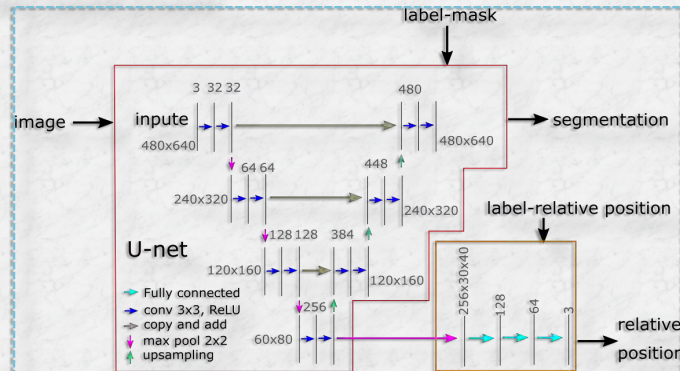 label-mask
3 32 32
480
image
inpute
segmentation
480x640
480x640
64 64
448
240x320
240x320
label-relative position
U-net
128 128
384
120x160
120x160
Fully connected
conv 3x3, ReLU
copy and add
max pool 2x2
upsampling
256
60x80
256x30x40
128
64
3
relative
position